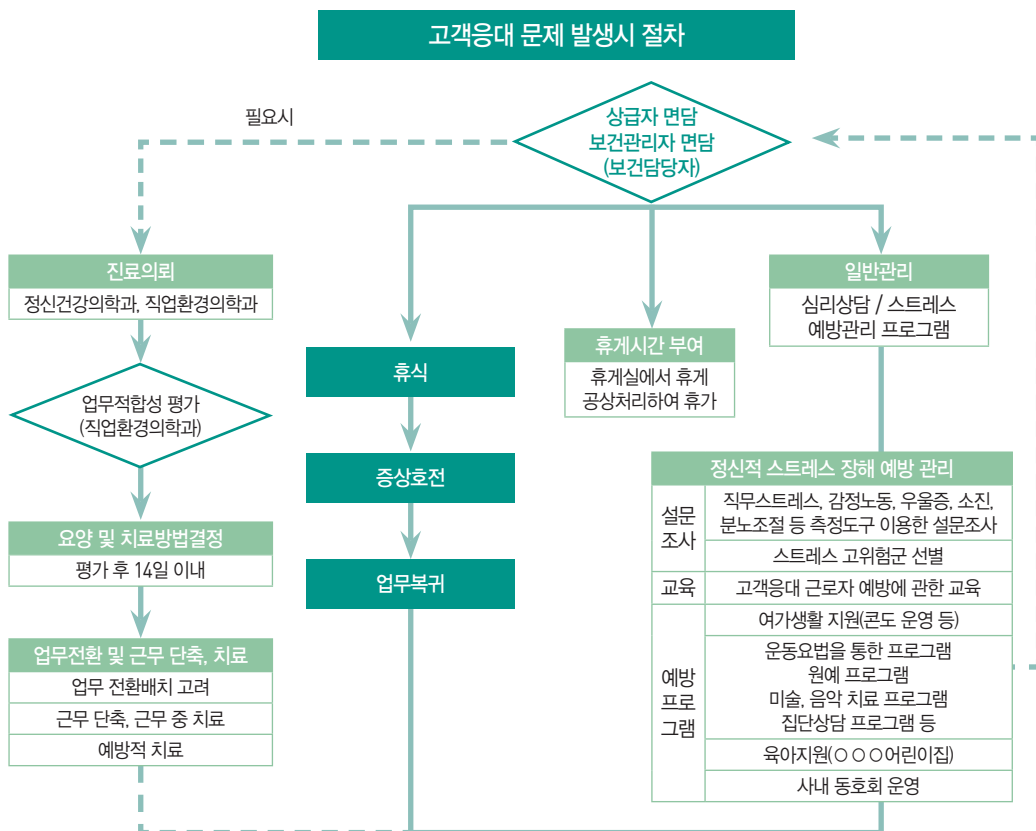 고객응대 문제 발생시 절차
필요시
상급자 면담
보건관리자 면담
(보건담당자)
진료의뢰
정신건강의학과, 직업환경의학과
업무적합성 평가
(직업환경의학과)
요양 및 치료방법결정
평가 후 14일 이내
업무전환 및 근무 단축, 치료
업무 전환배치 고려
근무 단축, 근무 중 치료
예방적 치료
휴식
증상호전
업무복귀
휴게시간 부여
휴게실에서 휴게
공상처리하여 휴가
일반관리
심리상담 / 스트레스
예방관리 프로그램
정신적 스트레스 장해 예방 관리
설문
조사
직무스트레스, 감정노동, 우울증, 소진,
분노조절 등 측정도구 이용한 설문조사
스트레스 고위험군 선별
교육
고객응대 근로자 예방에 관한 교육
예방
프로
그램
여가생활 지원(콘도 운영 등)
운동요법을 통한 프로그램
원예 프로그램
미술, 음악 치료 프로그램
집단상담 프로그램 등
육아지원(○○○어린이집)
사내 동호회 운영